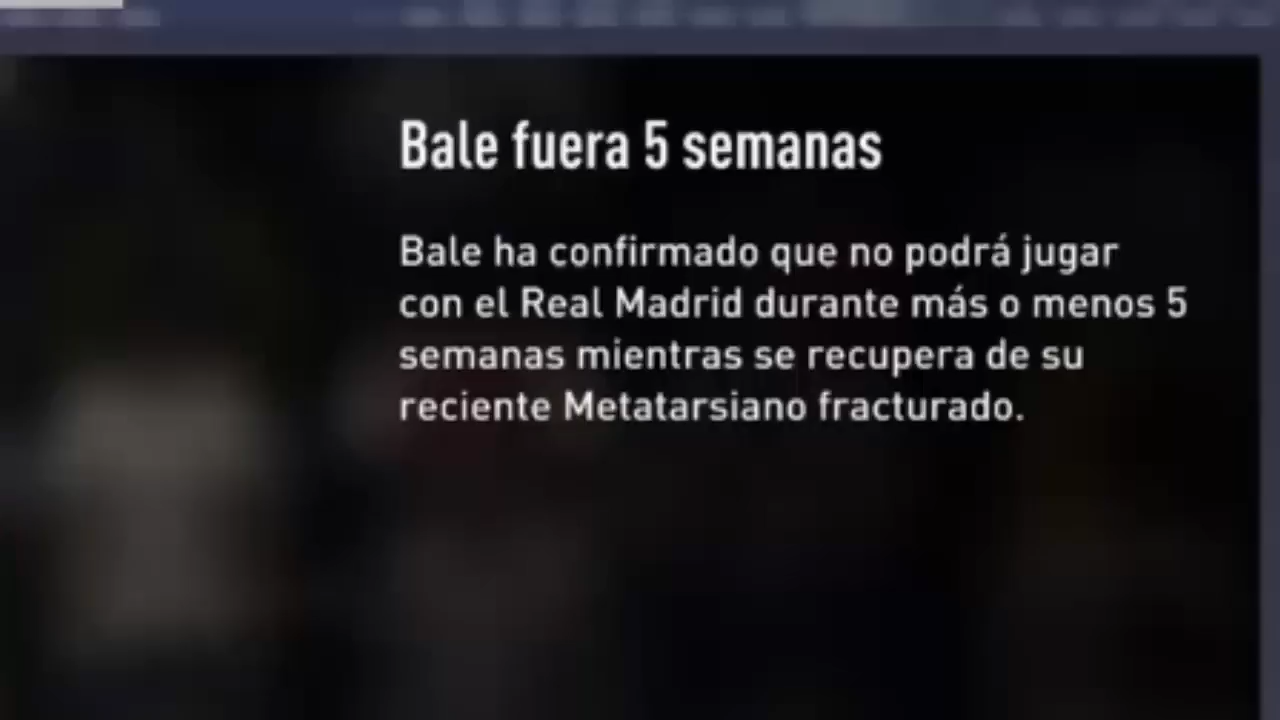 Bale fuera 5 semanas
Bale ha confirmado que no podrá jugar
con el Real Madrid durante más o menos 5
semanas mientras se recupera de su
reciente Metatarsiano fracturado.